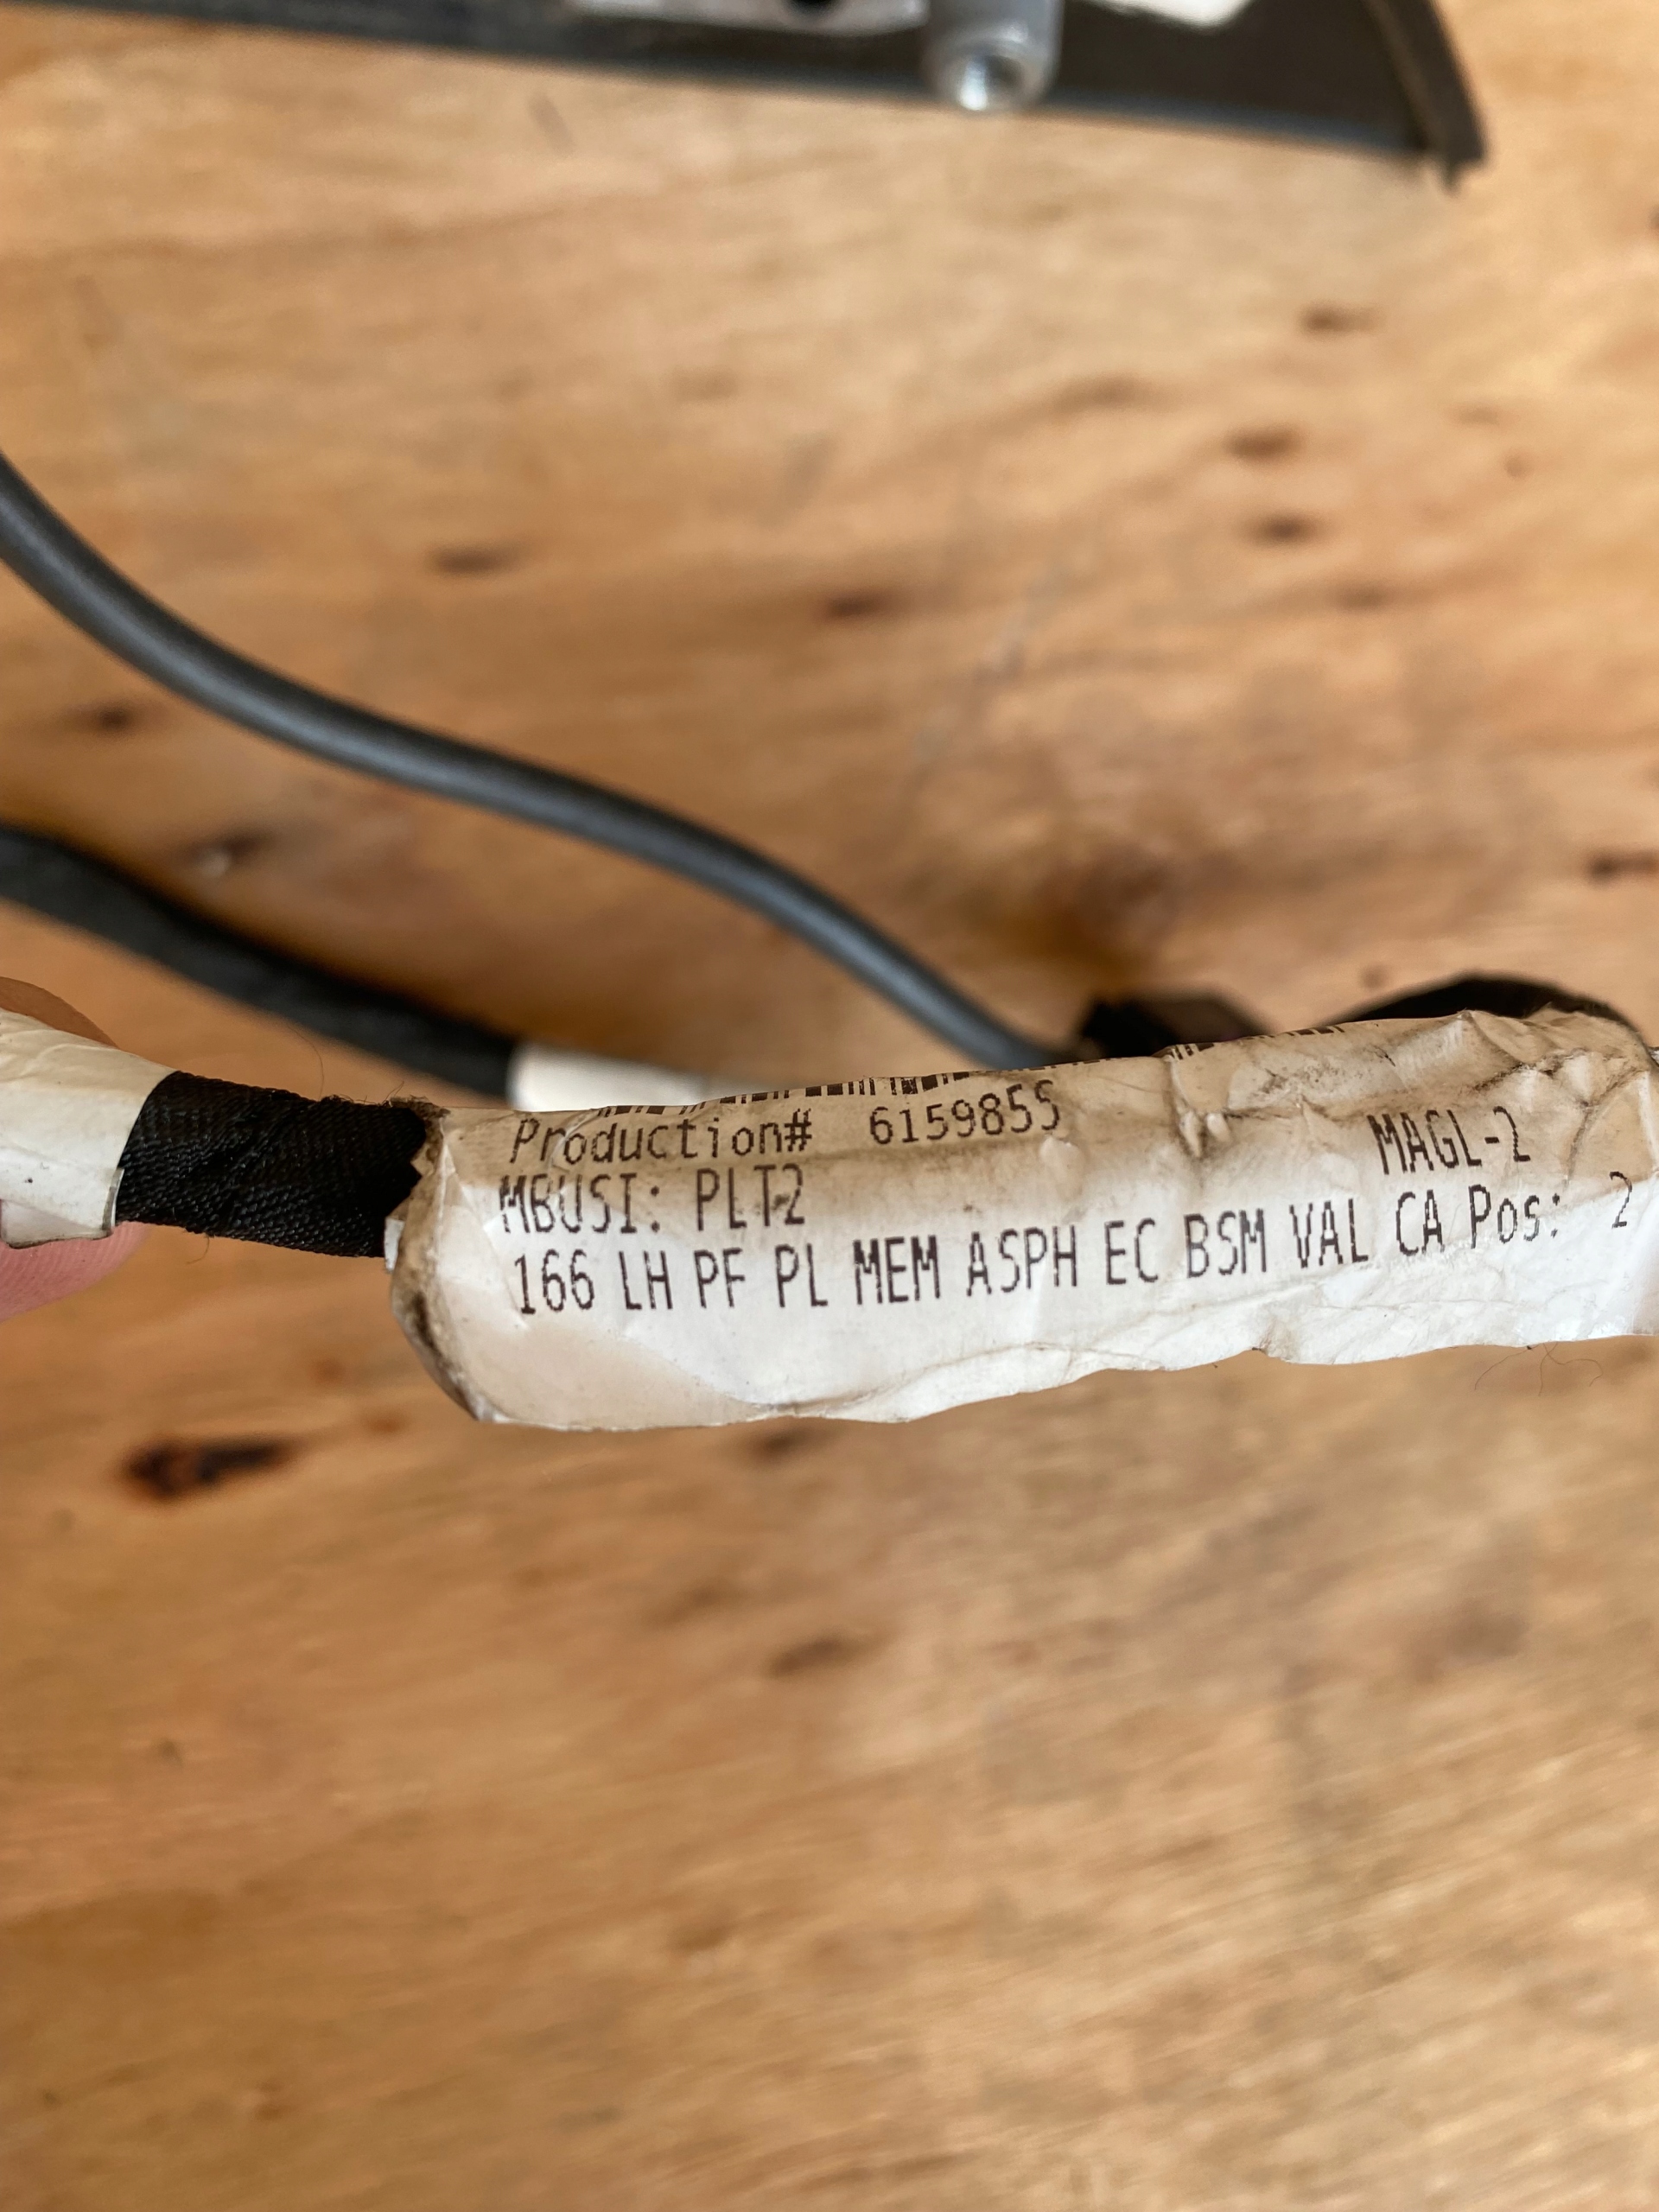 Production# 6159855
MBUSI: PLT2 MAGL-2
166 LH PF PL MEM ASPH EC BSM VAL CA Pos: 2